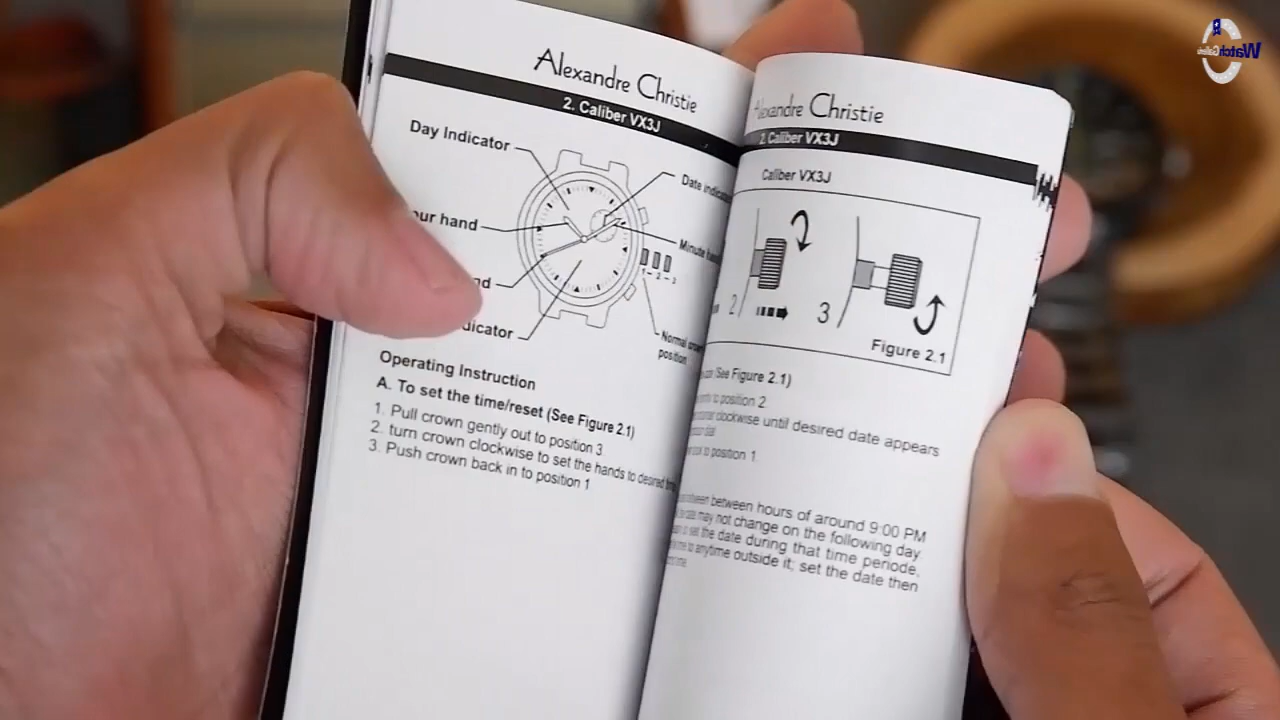 Alexandre Christie
2. Caliber VX3J
Day Indicator
Date
hand
Minute
1 - 2 - 3
Normal
position
Operating Instruction
A. To set the time/reset (See Figure 2.1)
1. Pull crown gently out to position 3
2. turn crown clockwise to set the hands to desired
3. Push crown back in to position 1
Alexandre Christie
2. Caliber VX3J
Caliber VX3J
2
3
Figure 2.1
(See Figure 2.1)
to position 2
clockwise until desired date appears
to position 1
between hours of around 9:00 PM
may not change on the following day
set the date during that time periode,
to anytime outside it; set the date then
Watch Gallery